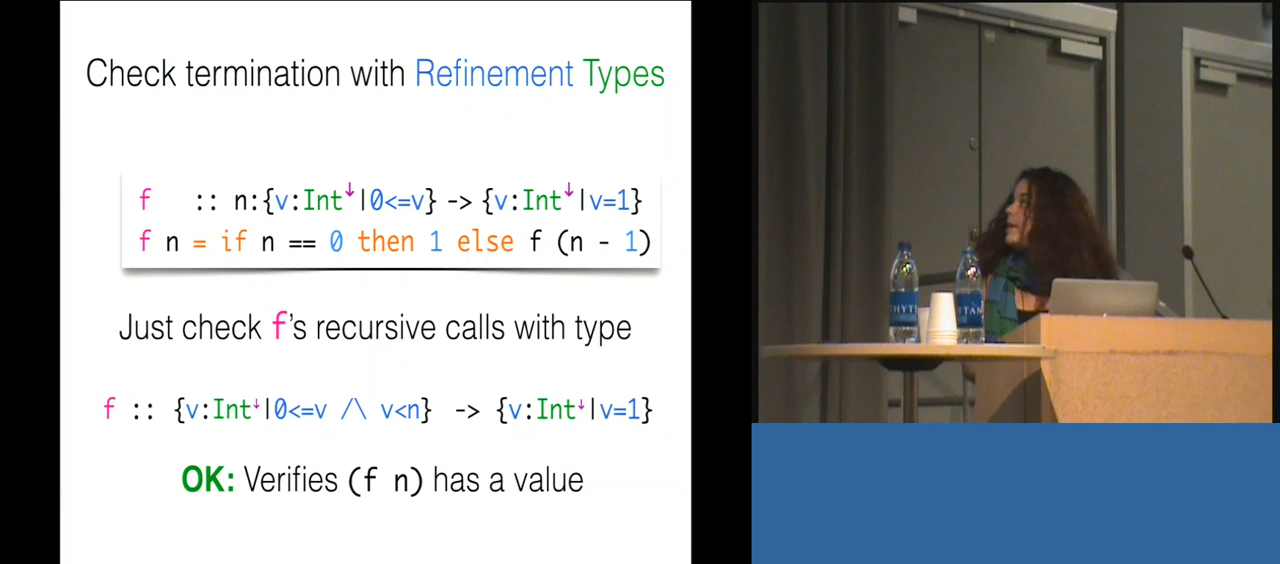 Check termination with Refinement Types
f :: n:{v:Int↓|0<=v} -> {v:Int↓|v=1}
f n = if n == 0 then 1 else f (n - 1)
Just check f's recursive calls with type
f :: {v:Int↓|0<=v /\ v<n} -> {v:Int↓|v=1}
OK: Verifies (f n) has a value